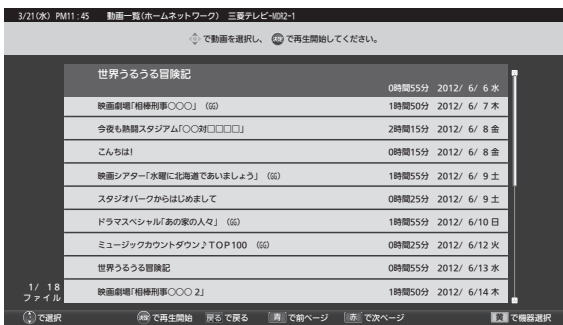 3/21(水) PM11:45 動画一覧(ホームネットワーク) 三菱テレビ-MDR2-1
で動画を選択し、 決定 で再生開始してください。
世界うるうる冒険記
0時間55分 2012/ 6/ 6 水
映画劇場「相棒刑事○○○」 (GG) 1時間50分 2012/ 6/ 7 木
今夜も熱闘スタジアム「○○対□□□□」 2時間15分 2012/ 6/ 8 金
こんちは! 0時間15分 2012/ 6/ 8 金
映画シアター「水曜に北海道であいましょう」 (GG) 1時間55分 2012/ 6/ 9 土
スタジオパークからはじめまして 0時間25分 2012/ 6/ 9 土
ドラマスペシャル「あの家の人々」 (GG) 1時間55分 2012/ 6/10 日
ミュージックカウントダウン♪TOP100 (GG) 0時間25分 2012/ 6/12 火
世界うるうる冒険記 0時間55分 2012/ 6/13 水
映画劇場「相棒刑事○○○ 2」 1時間50分 2012/ 6/14 木
1/ 18
ファイル
で選択 決定 で再生開始 戻る で戻る 青 で前ページ 赤 で次ページ 黄 で機器選択